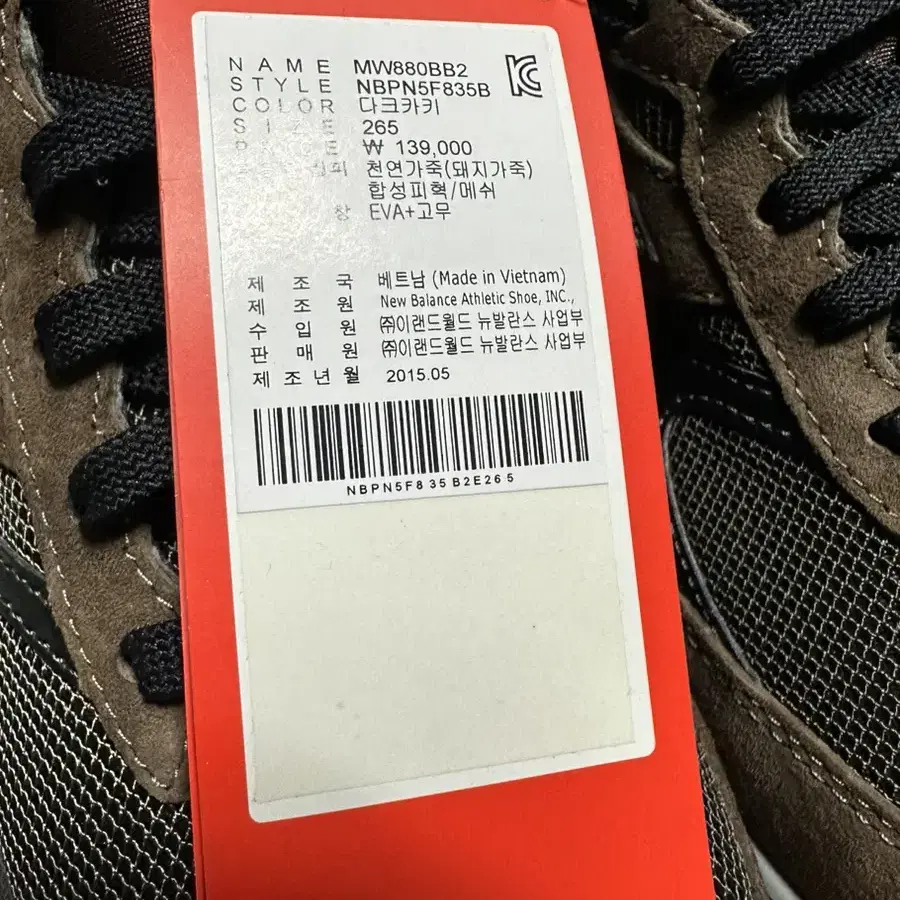 NAME MW880BB2
STYLE NBPN5F835B
COLOR 다크카키
SIZE 265
PRICE ₩ 139,000
피 천연가죽(돼지가죽)
합성피혁/메쉬
창 EVA+고무
제조국 베트남 (Made in Vietnam)
제조원 New Balance Athletic Shoe, INC.,
수입원 ㈜이랜드월드 뉴발란스 사업부
판매원 ㈜이랜드월드 뉴발란스 사업부
제조년월 2015.05
NBPN5F835B2E265